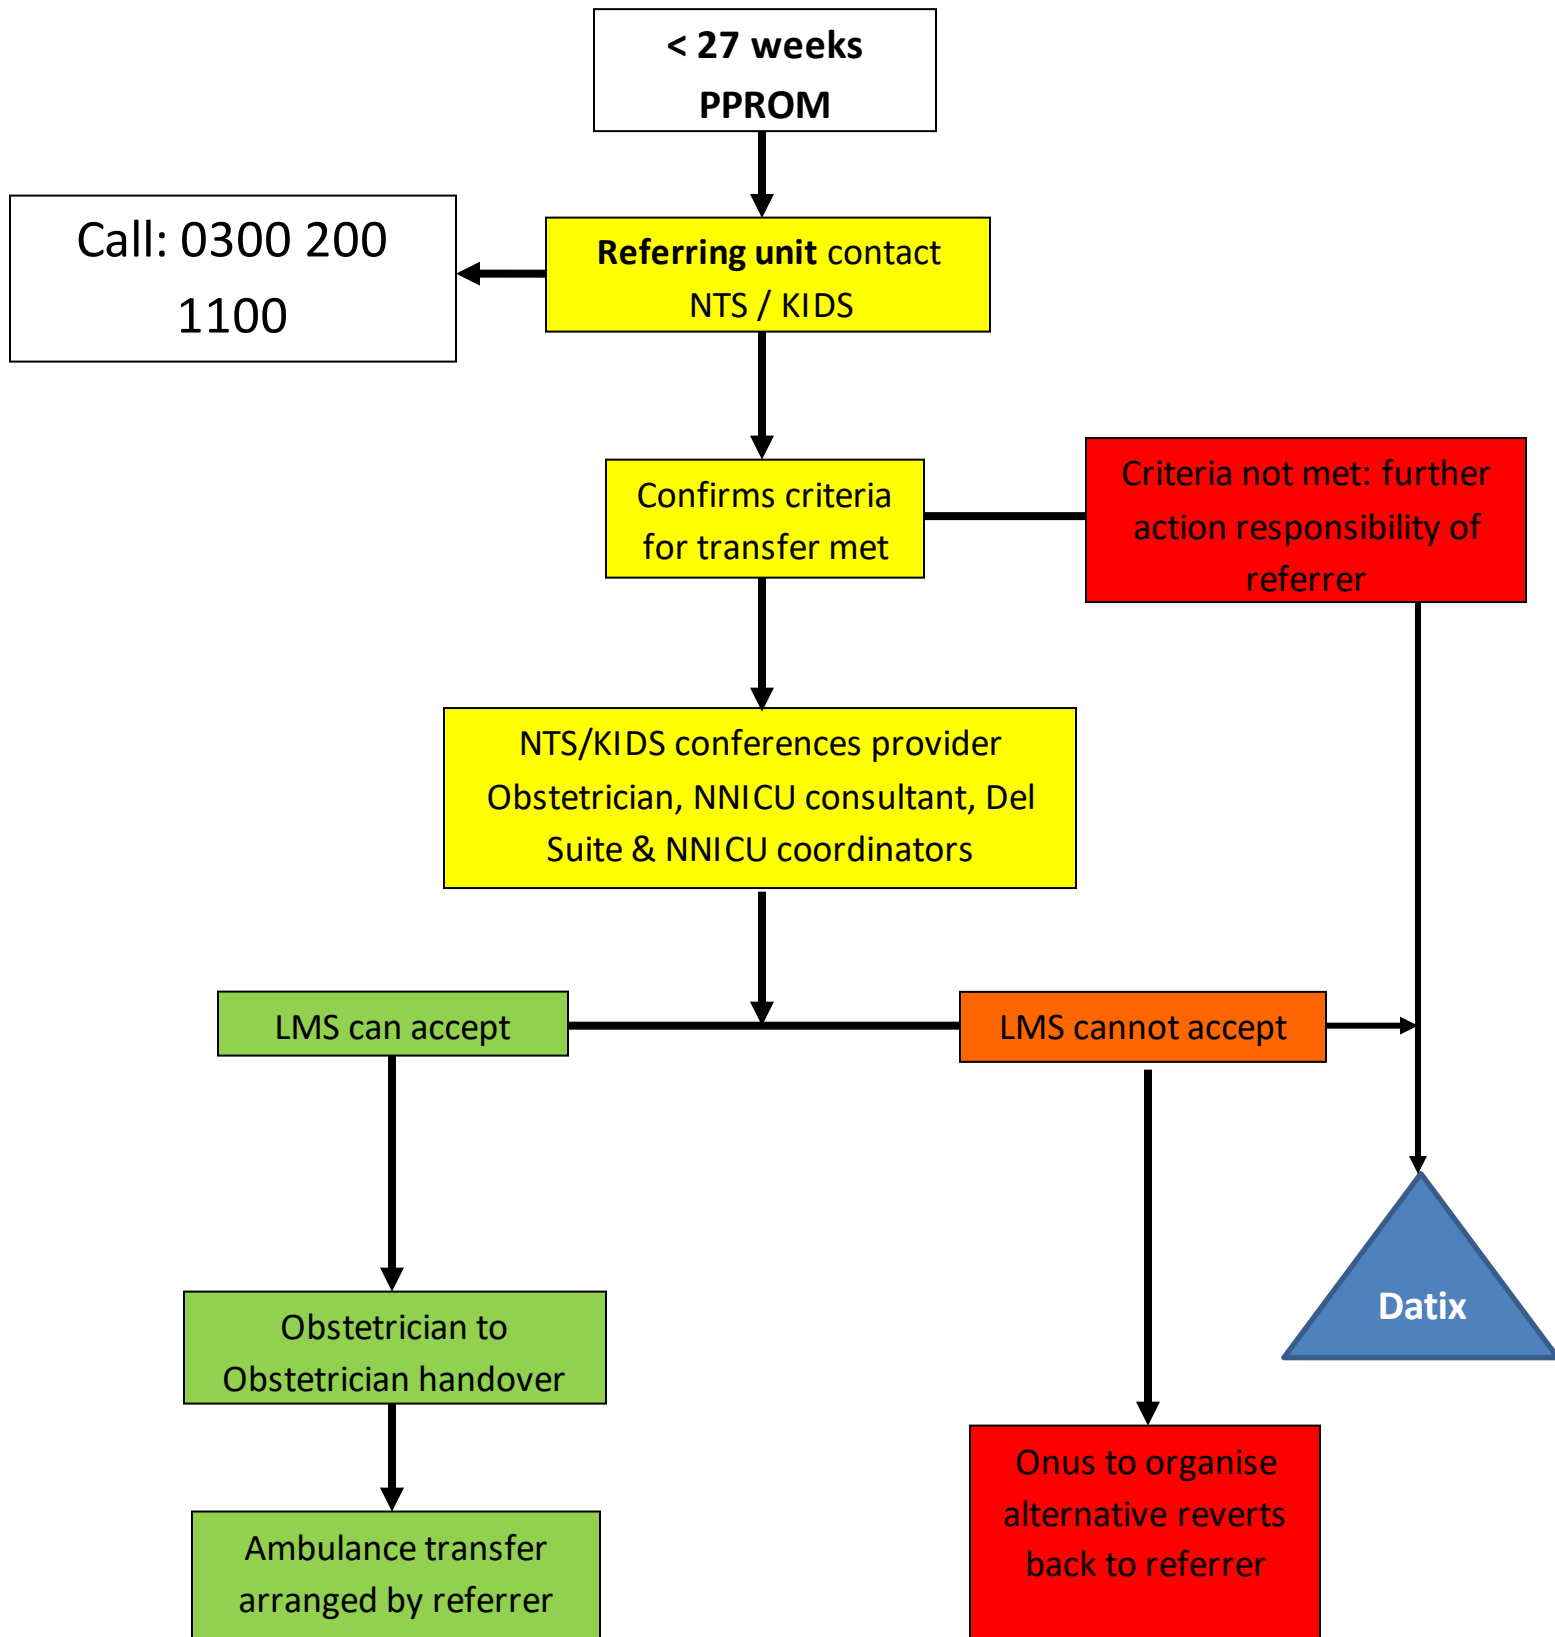 < 27 weeks
PPROM
Call: 0300 200
1100
Referring unit contact
NTS / KIDS
Confirms criteria
for transfer met
Criteria not met: further
action responsibility of
referrer
NTS/KIDS conferences provider
Obstetrician, NNICU consultant, Del
Suite & NNICU coordinators
LMS can accept
LMS cannot accept
Datix
Obstetrician to
Obstetrician handover
Onus to organise
alternative reverts
back to referrer
Ambulance transfer
arranged by referrer